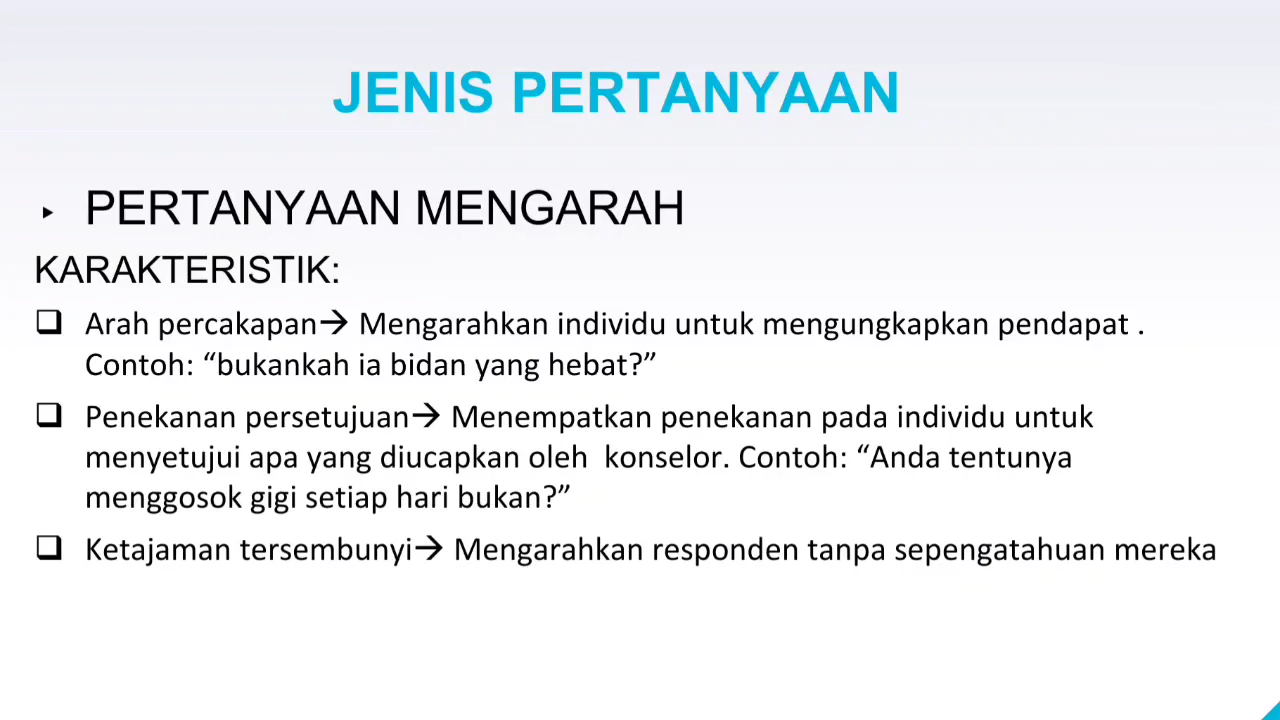 JENIS PERTANYAAN
▸ PERTANYAAN MENGARAH
KARAKTERISTIK:
❑ Arah percakapan→ Mengarahkan individu untuk mengungkapkan pendapat .
Contoh: “bukankah ia bidan yang hebat?”
❑ Penekanan persetujuan→ Menempatkan penekanan pada individu untuk
menyetujui apa yang diucapkan oleh  konselor. Contoh: “Anda tentunya
menggosok gigi setiap hari bukan?”
❑ Ketajaman tersembunyi→ Mengarahkan responden tanpa sepengatahuan mereka